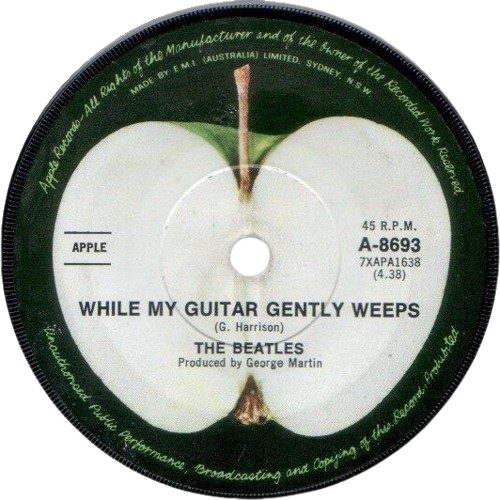 Apple Records-All Rights of the Manufacturer and of the Owner of the Recorded Work Reserved
MADE BY E.M.I. (AUSTRALIA) LIMITED, SYDNEY, N.S.W
45 R.P.M.
APPLE
A-8693
7XAPA1638
(4.38)
WHILE MY GUITAR GENTLY WEEPS
(G. Harrison)
THE BEATLES
Produced by George Martin
Unauthorised Public Performance, Broadcasting and Copying of this Record Prohibited